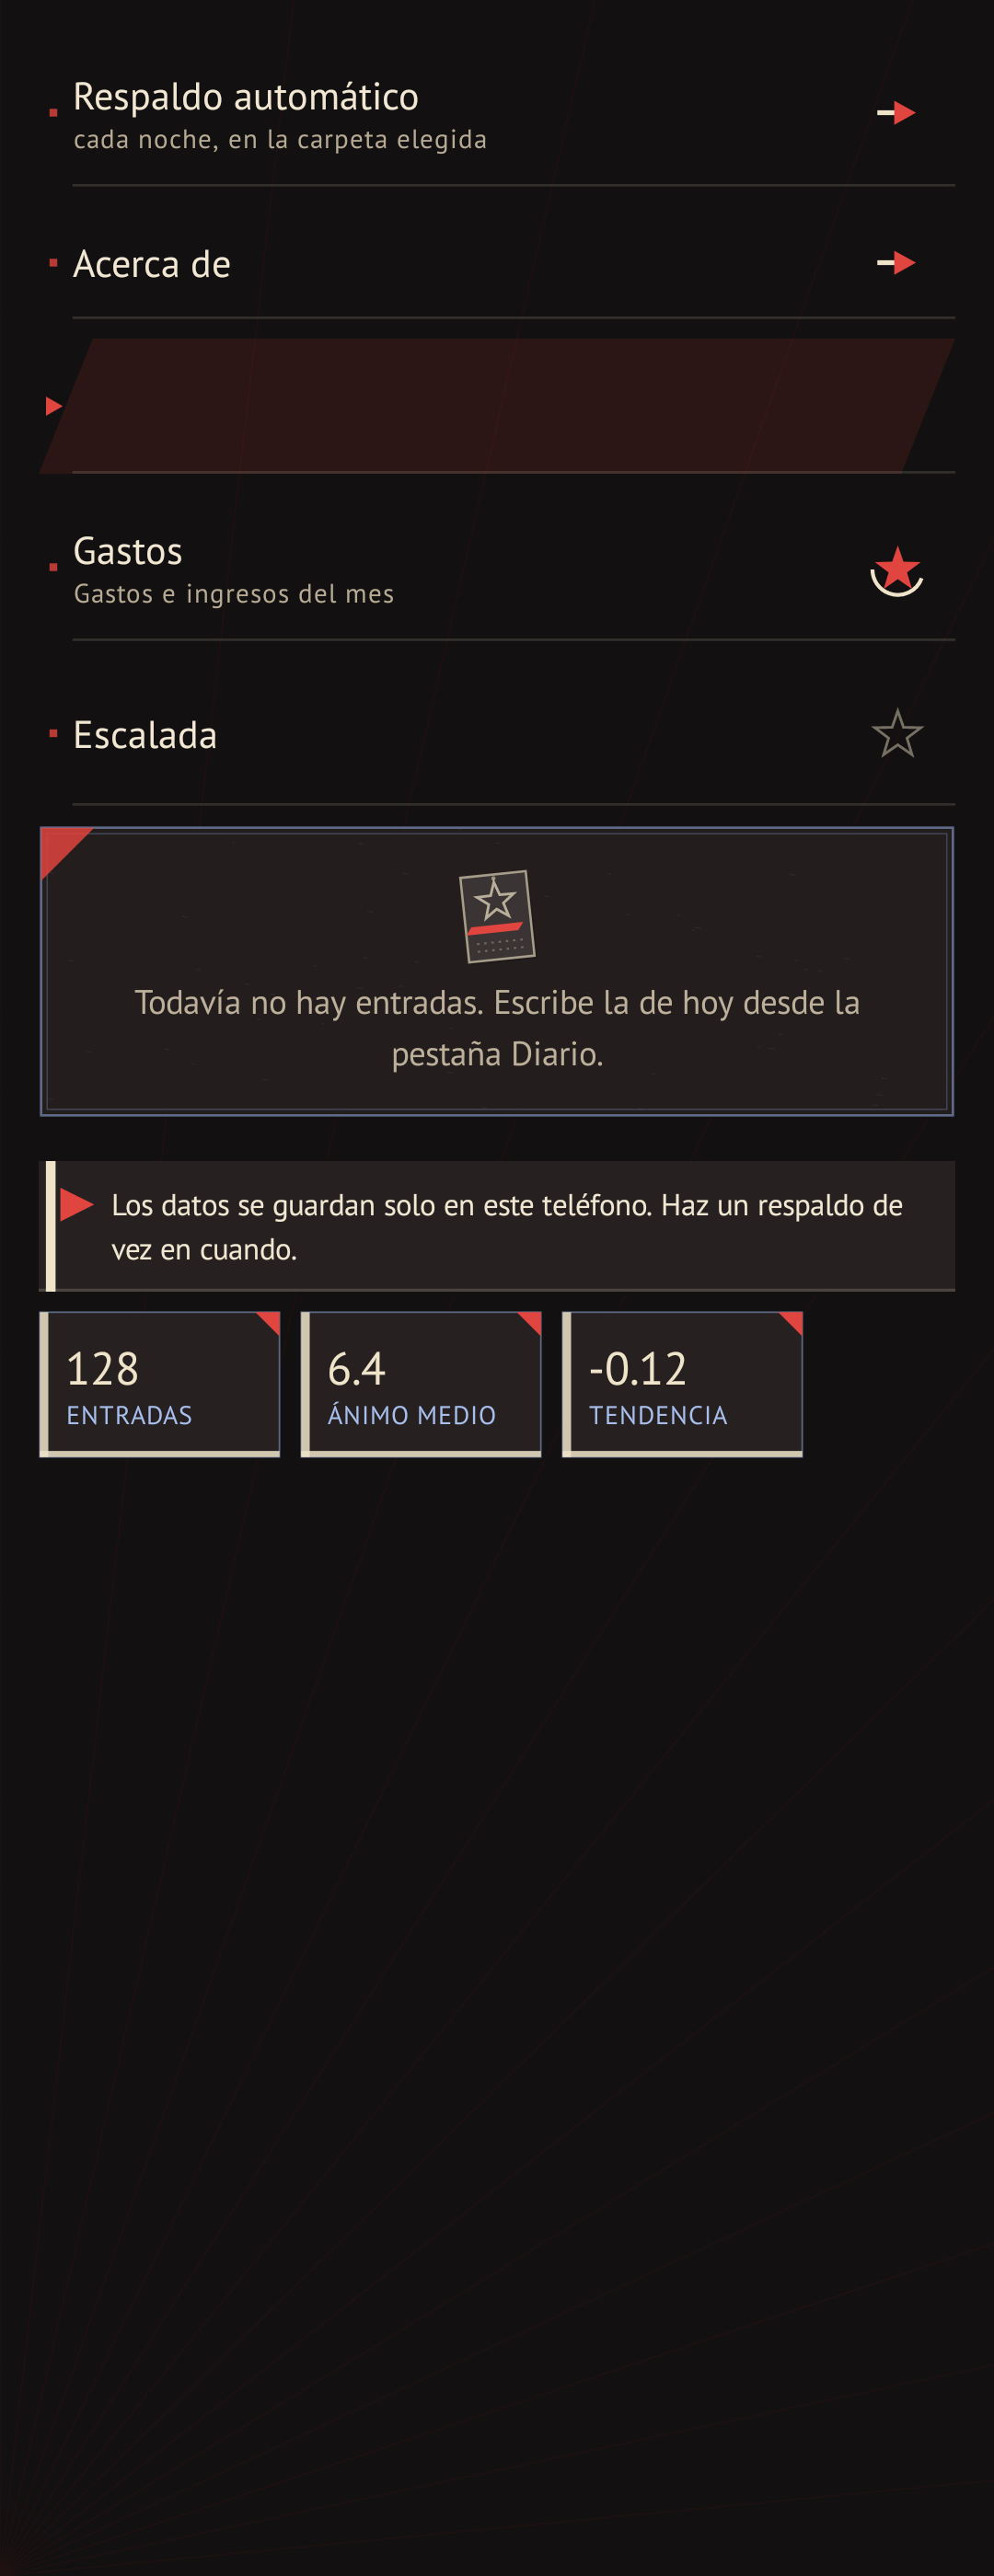 Respaldo automático
cada noche, en la carpeta elegida
Acerca de
Gastos
Gastos e ingresos del mes
Escalada
Todavía no hay entradas. Escribe la de hoy desde la
pestaña Diario.
Los datos se guardan solo en este teléfono. Haz un respaldo de
vez en cuando.
128
ENTRADAS
6.4
ÁNIMO MEDIO
-0.12
TENDENCIA